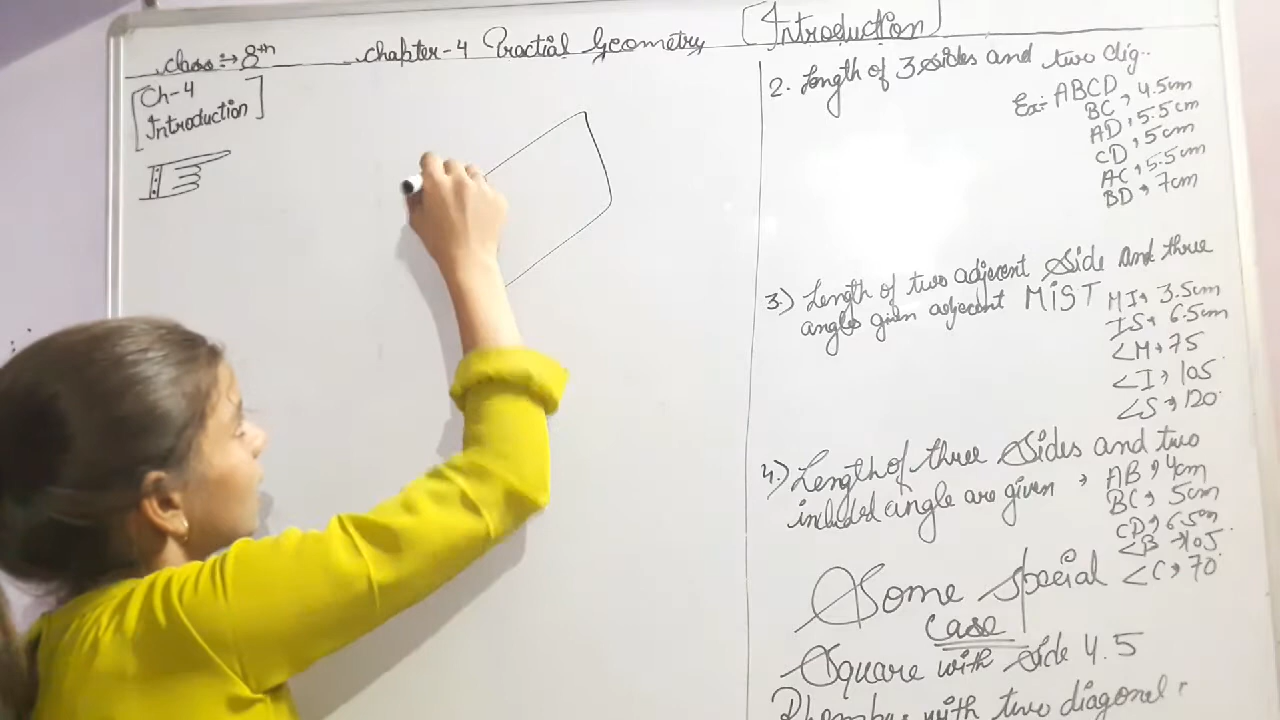 class :→ 8th chapter-4 Practial Geometry [Introduction]
[Ch-4
Introduction]
2. Length of 3 sides and two dig..
Ex:- ABCD
BC → 4.5cm
AD → 5.5cm
CD → 5cm
AC → 5.5cm
BD → 7cm
3.) Length of two adjecent Side and three
angles given adjecent MIST
MI → 3.5cm
IS → 6.5cm
∠M → 75
∠I → 105
∠S → 120
4.) Length of three Sides and two
included angle are given → AB → 4cm
BC → 5cm
CD → 6.5cm
∠B → 105
∠C → 70
Some special
Case
Square with side 4.5
Rhombus with two diagonal